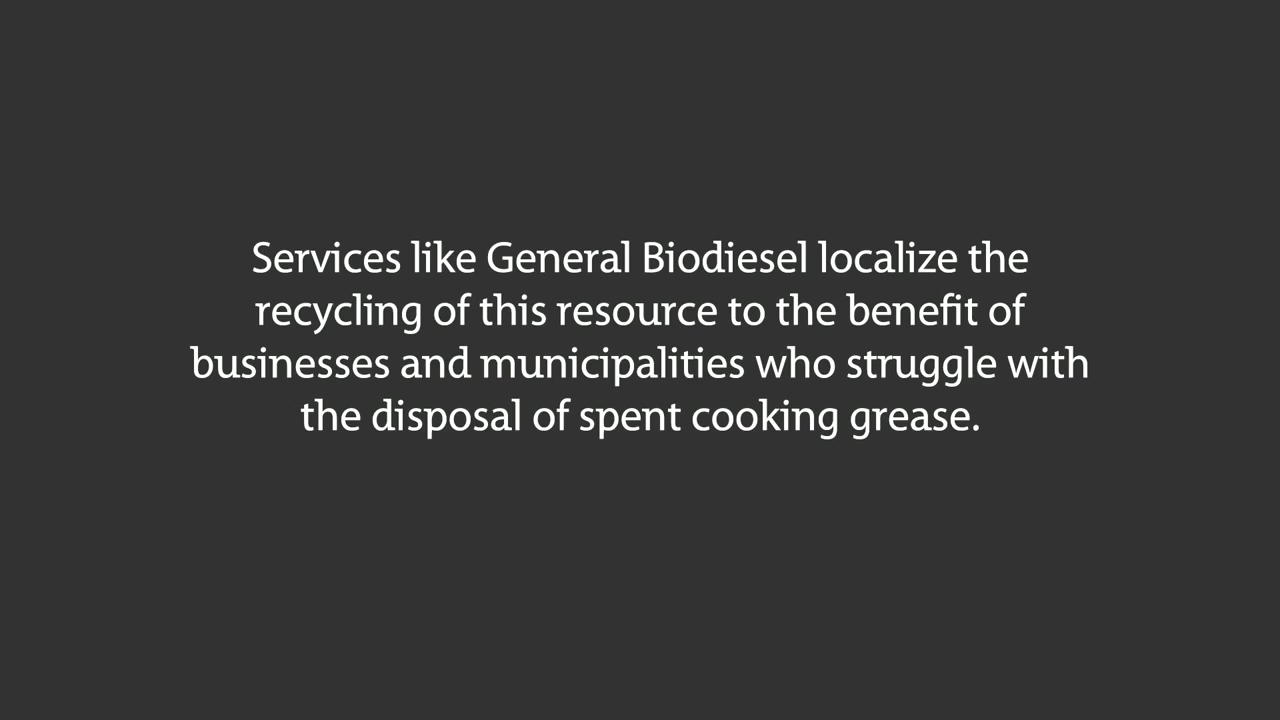 Services like General Biodiesel localize the
recycling of this resource to the benefit of
businesses and municipalities who struggle with
the disposal of spent cooking grease.